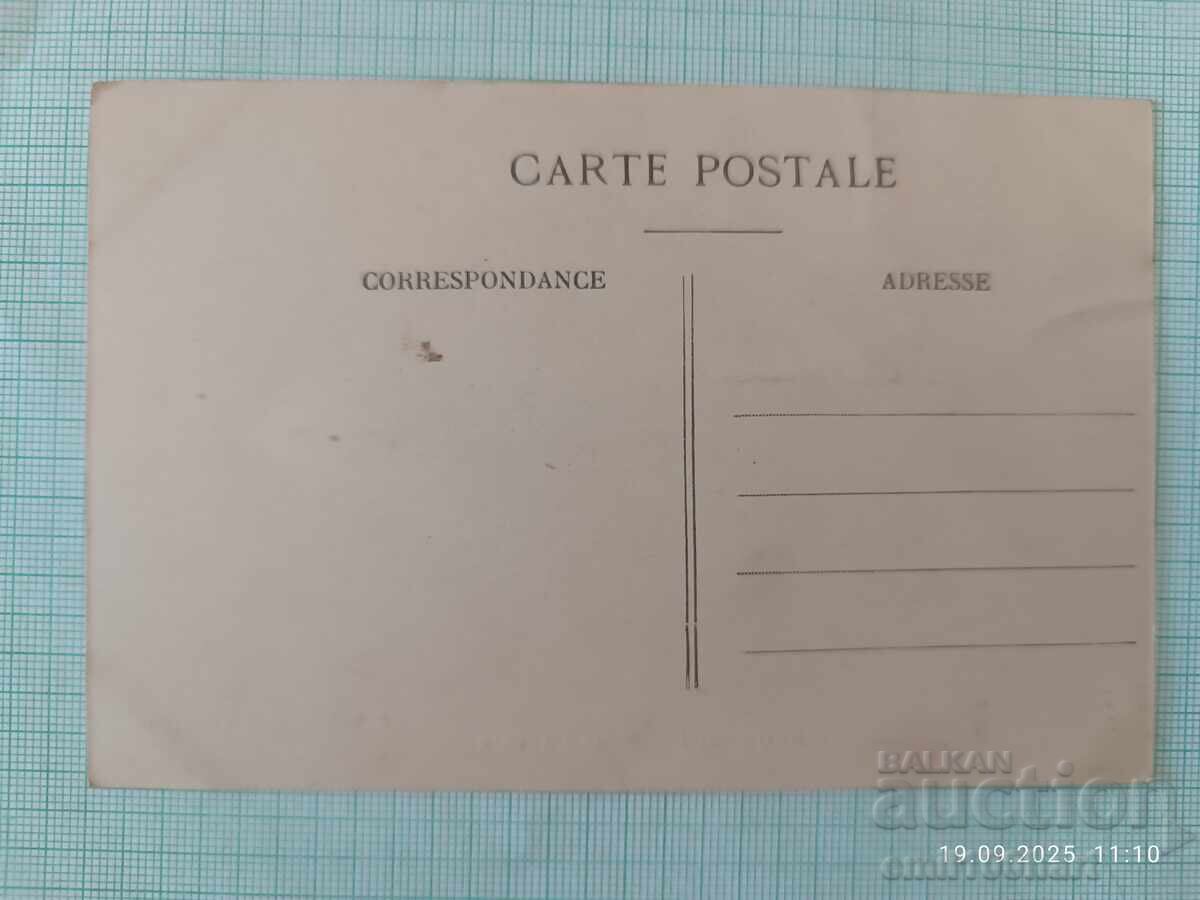 CARTE POSTALE
CORRESPONDANCE
ADRESSE
BALKAN
auction
19.09.2025 11:10